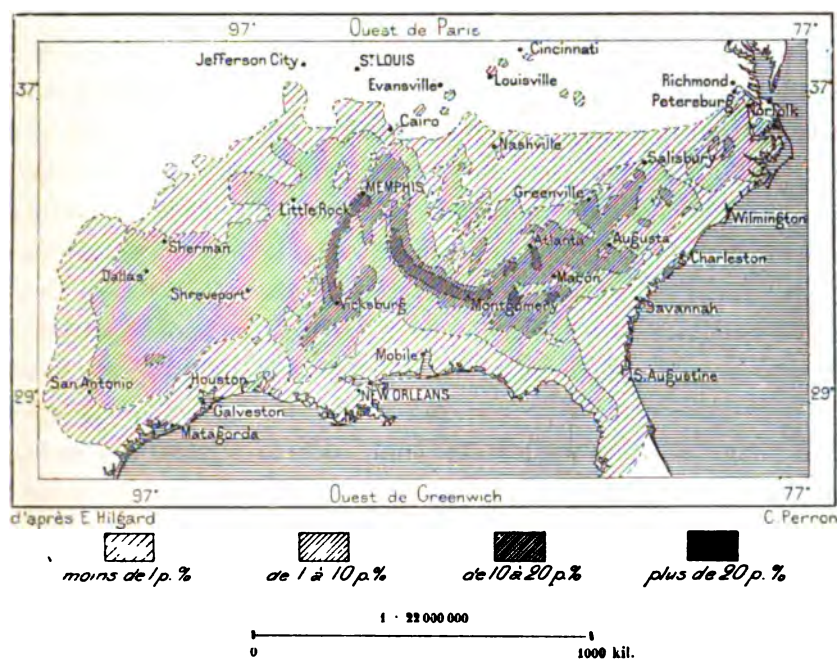 97° Ouest de Paris 77°
Cincinnati
Jefferson City ST LOUIS
Evansville Louisville
37° Richmond 37°
Petersburg Norfolk
Cairo
Nashville Salisbury
MEMPHIS Greenville
Little Rock Wilmington
Sherman Atlanta Augusta
Dallas Charleston
Shreveport Macon
Vicksburg Montgomery Savannah
Mobile
San Antonio Houston S. Augustine
29° NEW ORLEANS 29°
Galveston
Matagorda
97° Ouest de Greenwich 77°
d'après E. Hilgard C. Perron
moins de 1 p. % de 1 à 10 p. % de 10 à 20 p. % plus de 20 p. %
1 : 22 000 000
0 1000 kil.